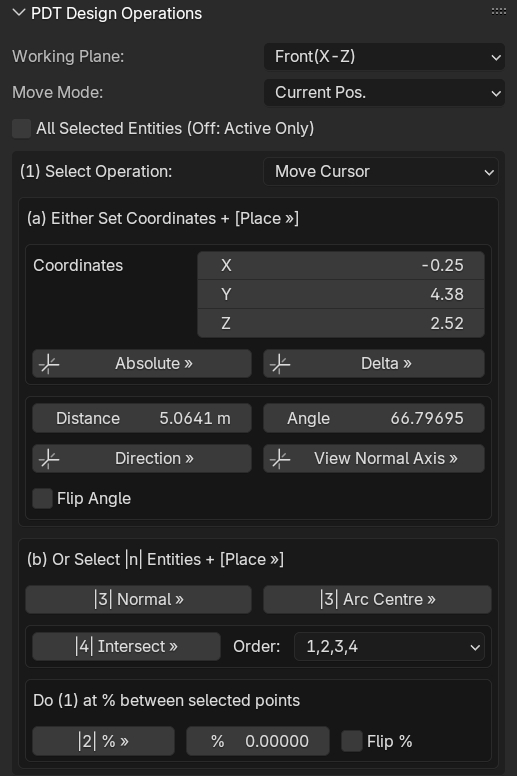 PDT Design Operations
Working Plane: Front(X-Z)
Move Mode: Current Pos.
All Selected Entities (Off: Active Only)
(1) Select Operation: Move Cursor
(a) Either Set Coordinates + [Place »]
Coordinates X -0.25
Y 4.38
Z 2.52
Absolute » Delta »
Distance 5.0641 m Angle 66.79695
Direction » View Normal Axis »
Flip Angle
(b) Or Select |n| Entities + [Place »]
|3| Normal » |3| Arc Centre »
|4| Intersect » Order: 1,2,3,4
Do (1) at % between selected points
|2| % » % 0.00000 Flip %